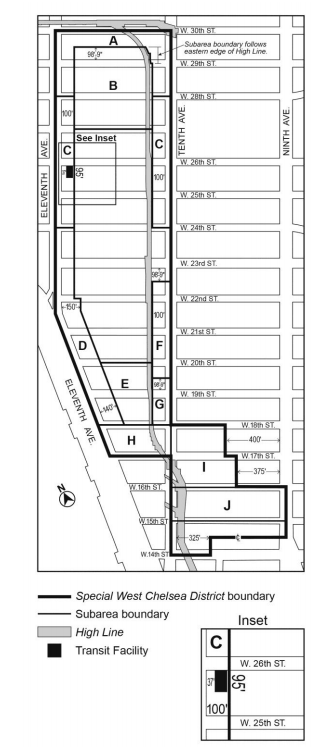 W. 30th ST.
A
Subarea boundary follows
eastern edge of High Line.
98'-9"
W. 29th ST.
B
W. 28th ST.
100'
TENTH AVE.
NINTH AVE.
ELEVENTH AVE.
See Inset
C
C
W. 26th ST.
95'
100'
W. 25th ST.
W. 24th ST.
W. 23rd ST.
98'-9"
W. 22nd ST.
150'
100'
W. 21st ST.
D
F
W. 20th ST.
ELEVENTH AVE.
E
98'-8"
W. 19th ST.
140'
G
W.18th ST.
H
400'
W.17th ST.
I
375'
N
W.16th ST.
J
W.15th ST.
325'
W.14th ST.
Special West Chelsea District boundary
Subarea boundary
High Line
Transit Facility
Inset
C
W. 26th ST.
37'
95'
100'
W. 25th ST.